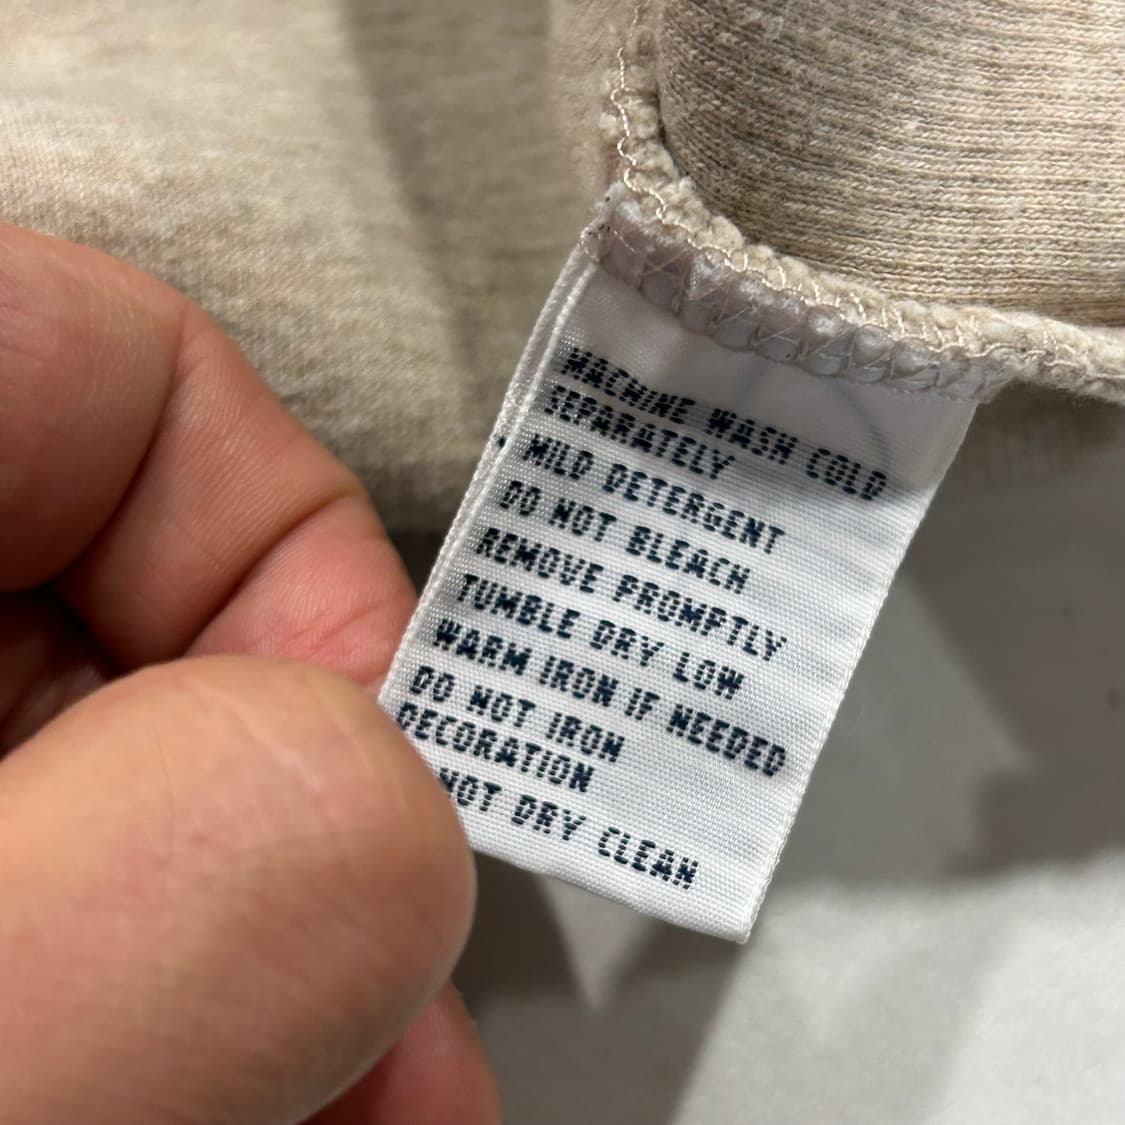 MACHINE WASH COLD
SEPARATELY
MILD DETERGENT
DO NOT BLEACH
REMOVE PROMPTLY
TUMBLE DRY LOW
WARM IRON IF NEEDED
DO NOT IRON
DECORATION
NOT DRY CLEAN